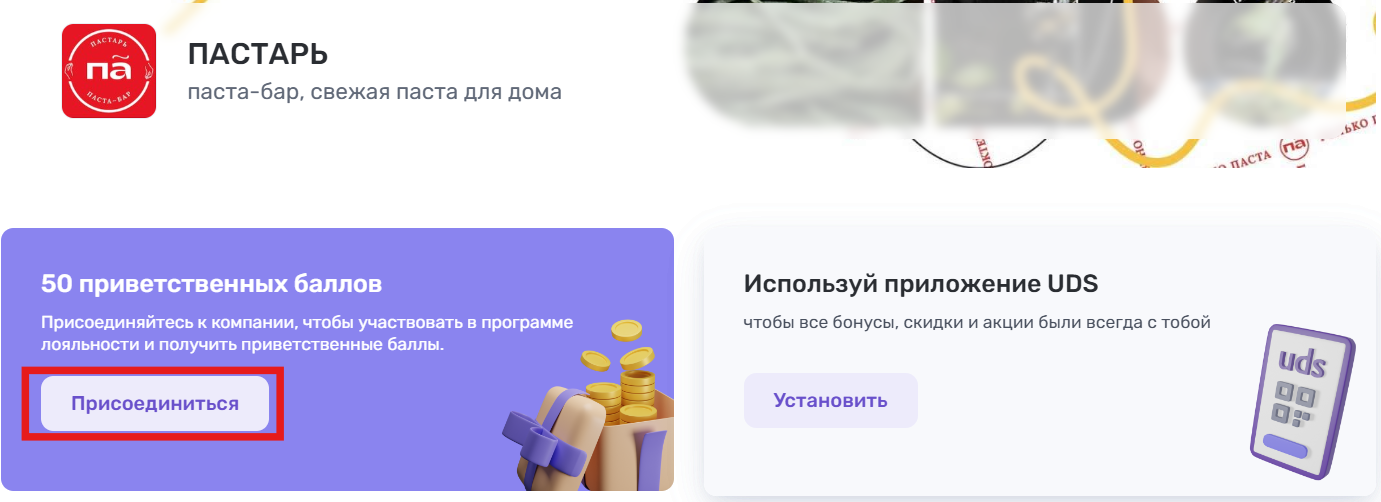 ПАСТАРЬ
па
ПАСТА-БАР
ПАСТАРЬ
паста-бар, свежая паста для дома
ПАСТА
па
50 приветственных баллов
Присоединяйтесь к компании, чтобы участвовать в программе
лояльности и получить приветственные баллы.
Присоединиться
Используй приложение UDS
чтобы все бонусы, скидки и акции были всегда с тобой
Установить
uds